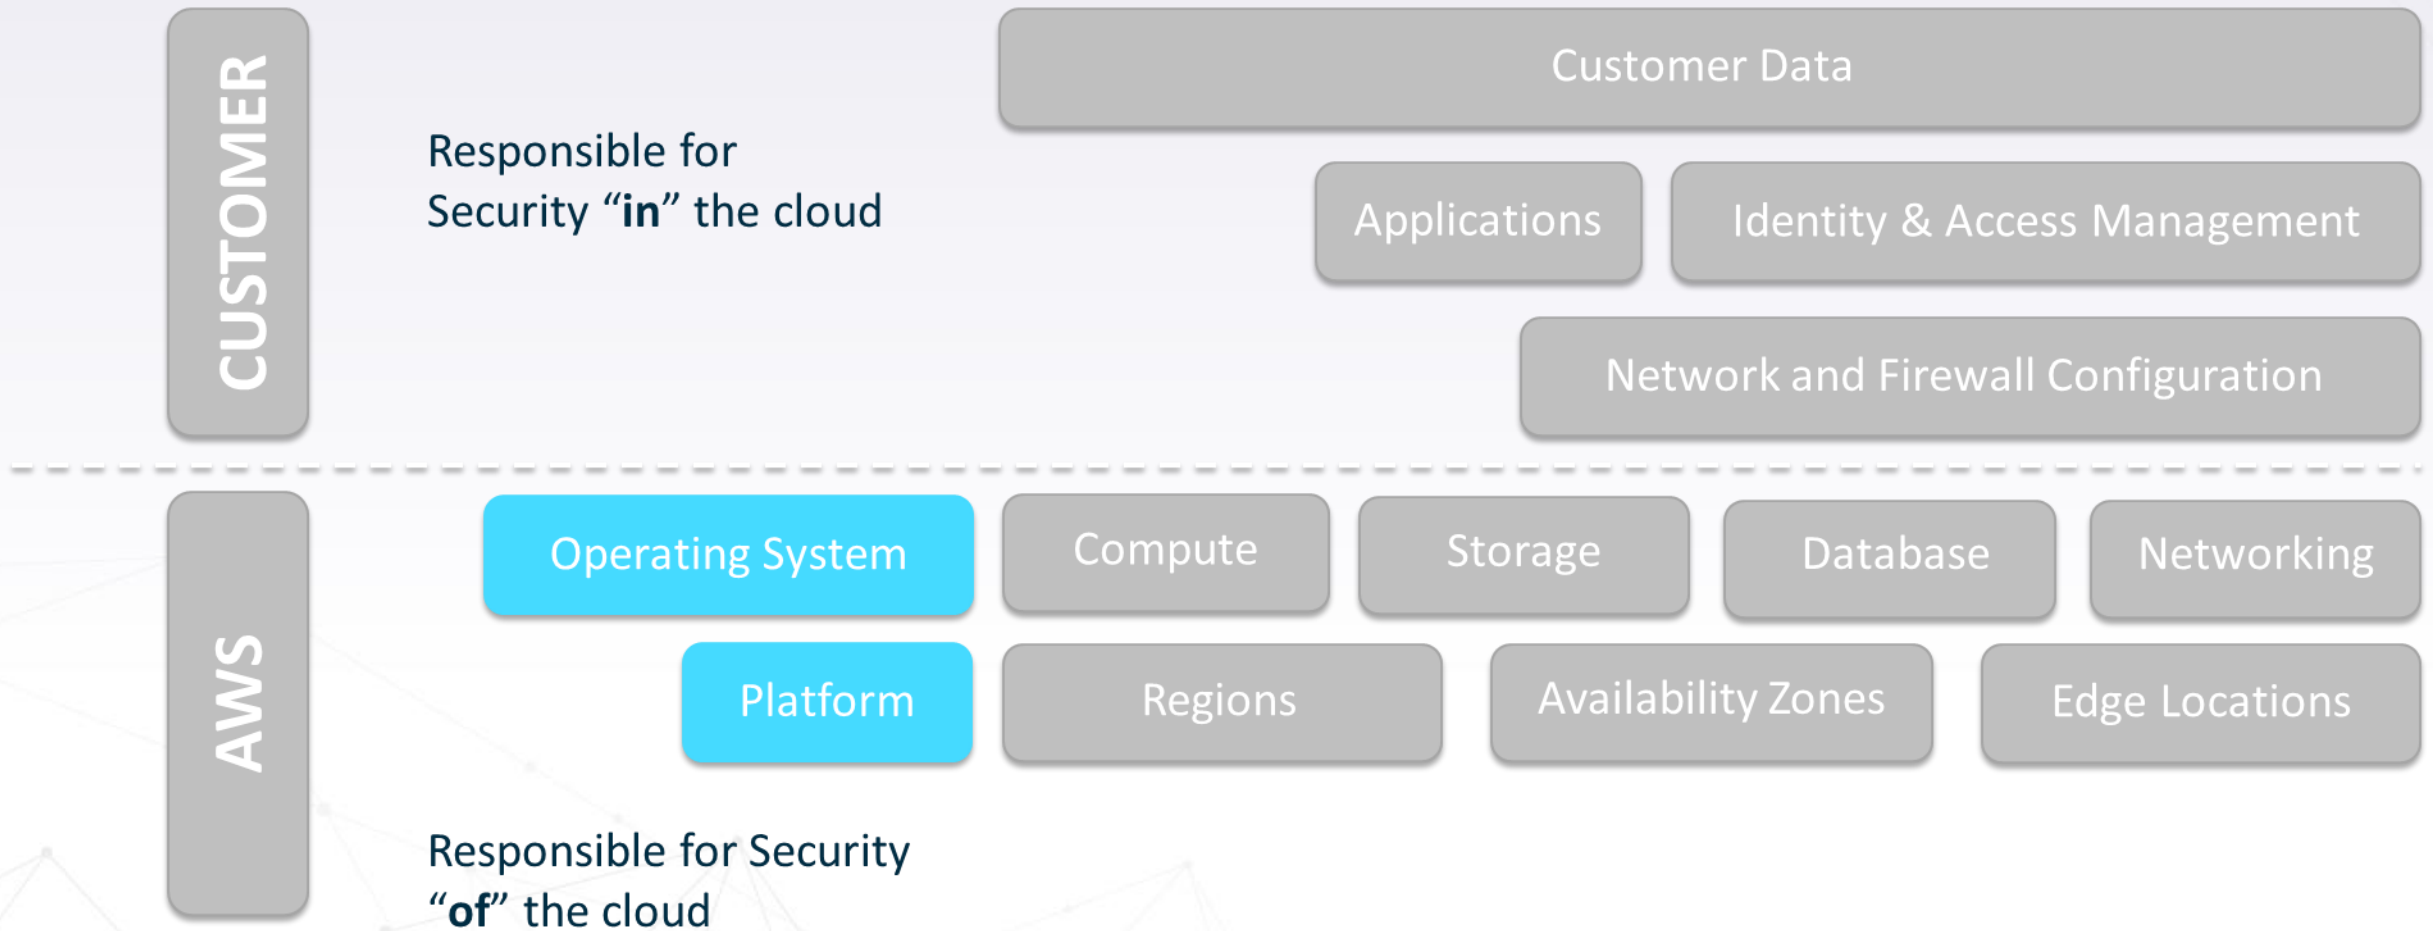 CUSTOMER
Responsible for
Security “in” the cloud
Customer Data
Applications
Identity & Access Management
Network and Firewall Configuration
AWS
Operating System
Compute
Storage
Database
Networking
Platform
Regions
Availability Zones
Edge Locations
Responsible for Security
“of” the cloud